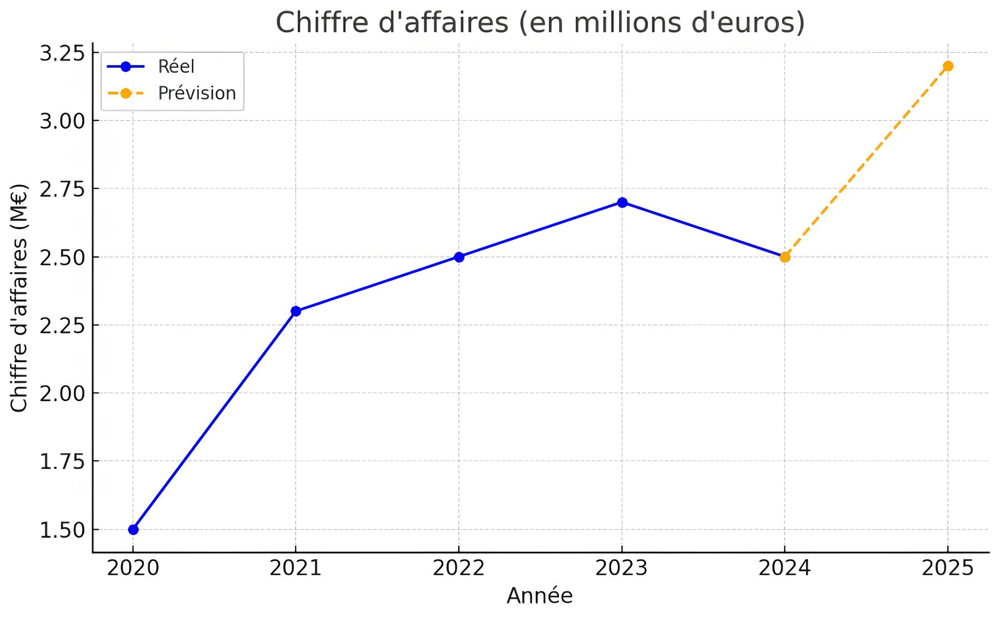 Chiffre d'affaires (en millions d'euros)
Réel
Prévision
Chiffre d'affaires (M€)
3.25
3.00
2.75
2.50
2.25
2.00
1.75
1.50
2020 2021 2022 2023 2024 2025
Année